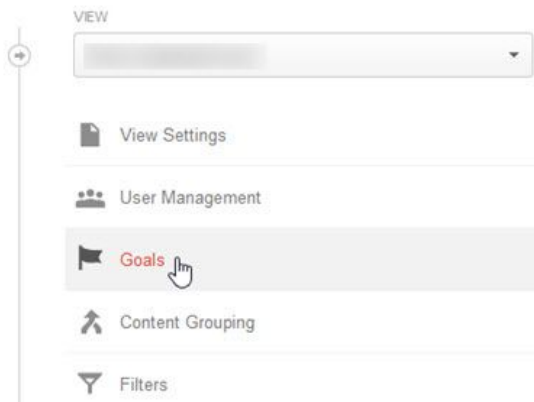 VIEW
View Settings
User Management
Goals
Content Grouping
Filters